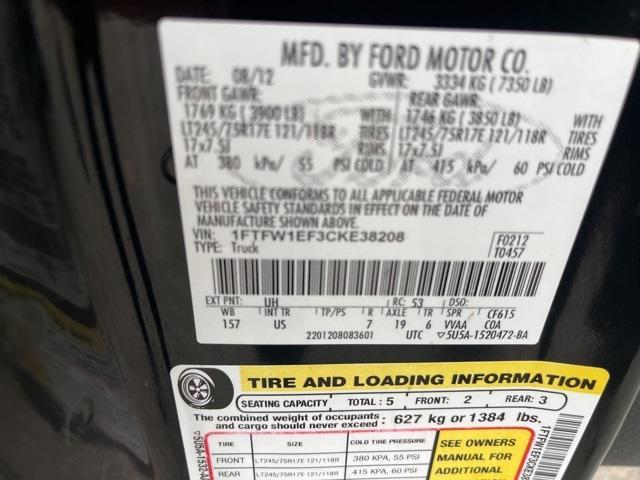 MFD. BY FORD MOTOR CO.
DATE: 08/12 GVWR: 3334 KG ( 7350 LB)
FRONT GAWR: REAR GAWR:
1769 KG ( 3900 LB) WITH 1746 KG ( 3850 LB) WITH
LT245/75R17E 121/118R TIRES LT245/75R17E 121/118R TIRES
17x7.5J RIMS 17x7.5J RIMS
AT 380 kPa/ 55 PSI COLD AT 415 kPa/ 60 PSI COLD
THIS VEHICLE CONFORMS TO ALL APPLICABLE FEDERAL MOTOR
VEHICLE SAFETY STANDARDS IN EFFECT ON THE DATE OF
MANUFACTURE SHOWN ABOVE.
VIN: 1FTFW1EF3CKE38208 F0212
TYPE: Truck T0457
EXT PNT: UH RC: 53 DSO:
WB INT TR TP/PS R AXLE TR SPR CF615
157 US 7 19 6 VVAA COA
2201208083601 UTC ▽5U5A-1520472-BA
TIRE AND LOADING INFORMATION
SEATING CAPACITY TOTAL : 5 FRONT: 2 REAR: 3
The combined weight of occupants
and cargo should never exceed : 627 kg or 1384 lbs.
TIRE SIZE COLD TIRE PRESSURE
FRONT LT245/75R17E 121/118R 380 KPA, 55 PSI
REAR LT245/75R17E 121/118R 415 KPA, 60 PSI
SEE OWNERS
MANUAL FOR
ADDITIONAL